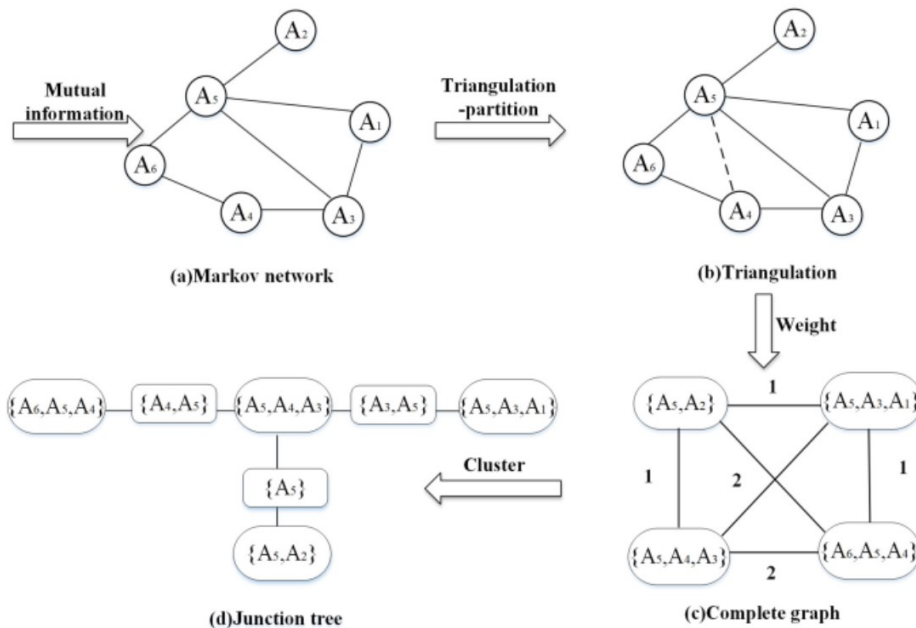 A2
A5
A1
A6
A4
A3
Mutual
information
(a)Markov network
Triangulation
-partition
A2
A5
A1
A6
A4
A3
(b)Triangulation
Weight
{A5,A2}
1
{A5,A3,A1}
1
2
1
{A5,A4,A3}
2
{A6,A5,A4}
(c)Complete graph
Cluster
{A6,A5,A4}
{A4,A5}
{A5,A4,A3}
{A3,A5}
{A5,A3,A1}
{A5}
{A5,A2}
(d)Junction tree